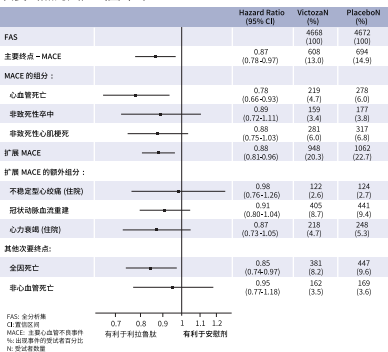 Hazard Ratio VictozaN PlaceboN
(95% CI) (%) (%)
FAS 4668 4672
(100) (100)
主要终点 – MACE 0.87 608 694
(0.78-0.97) (13.0) (14.9)
MACE 的组分：
心血管死亡 0.78 219 278
(0.66-0.93) (4.7) (6.0)
非致死性卒中 0.89 159 177
(0.72-1.11) (3.4) (3.8)
非致死性心肌梗死 0.88 281 317
(0.75-1.03) (6.0) (6.8)
扩展 MACE 0.88 948 1062
(0.81-0.96) (20.3) (22.7)
扩展 MACE 的额外组分：
不稳定型心绞痛 (住院) 0.98 122 124
(0.76-1.26) (2.6) (2.7)
冠状动脉血流重建 0.91 405 441
(0.80-1.04) (8.7) (9.4)
心力衰竭 (住院) 0.87 218 248
(0.73-1.05) (4.7) (5.3)
其他次要终点:
全因死亡 0.85 381 447
(0.74-0.97) (8.2) (9.6)
非心血管死亡 0.95 162 169
(0.77-1.18) (3.5) (3.6)
0.7 0.8 0.9 1 1.1 1.2
有利于利拉鲁肽 有利于安慰剂
FAS: 全分析集
CI: 置信区间
MACE: 主要心血管不良事件
%: 出现事件的受试者百分比
N: 受试者数量